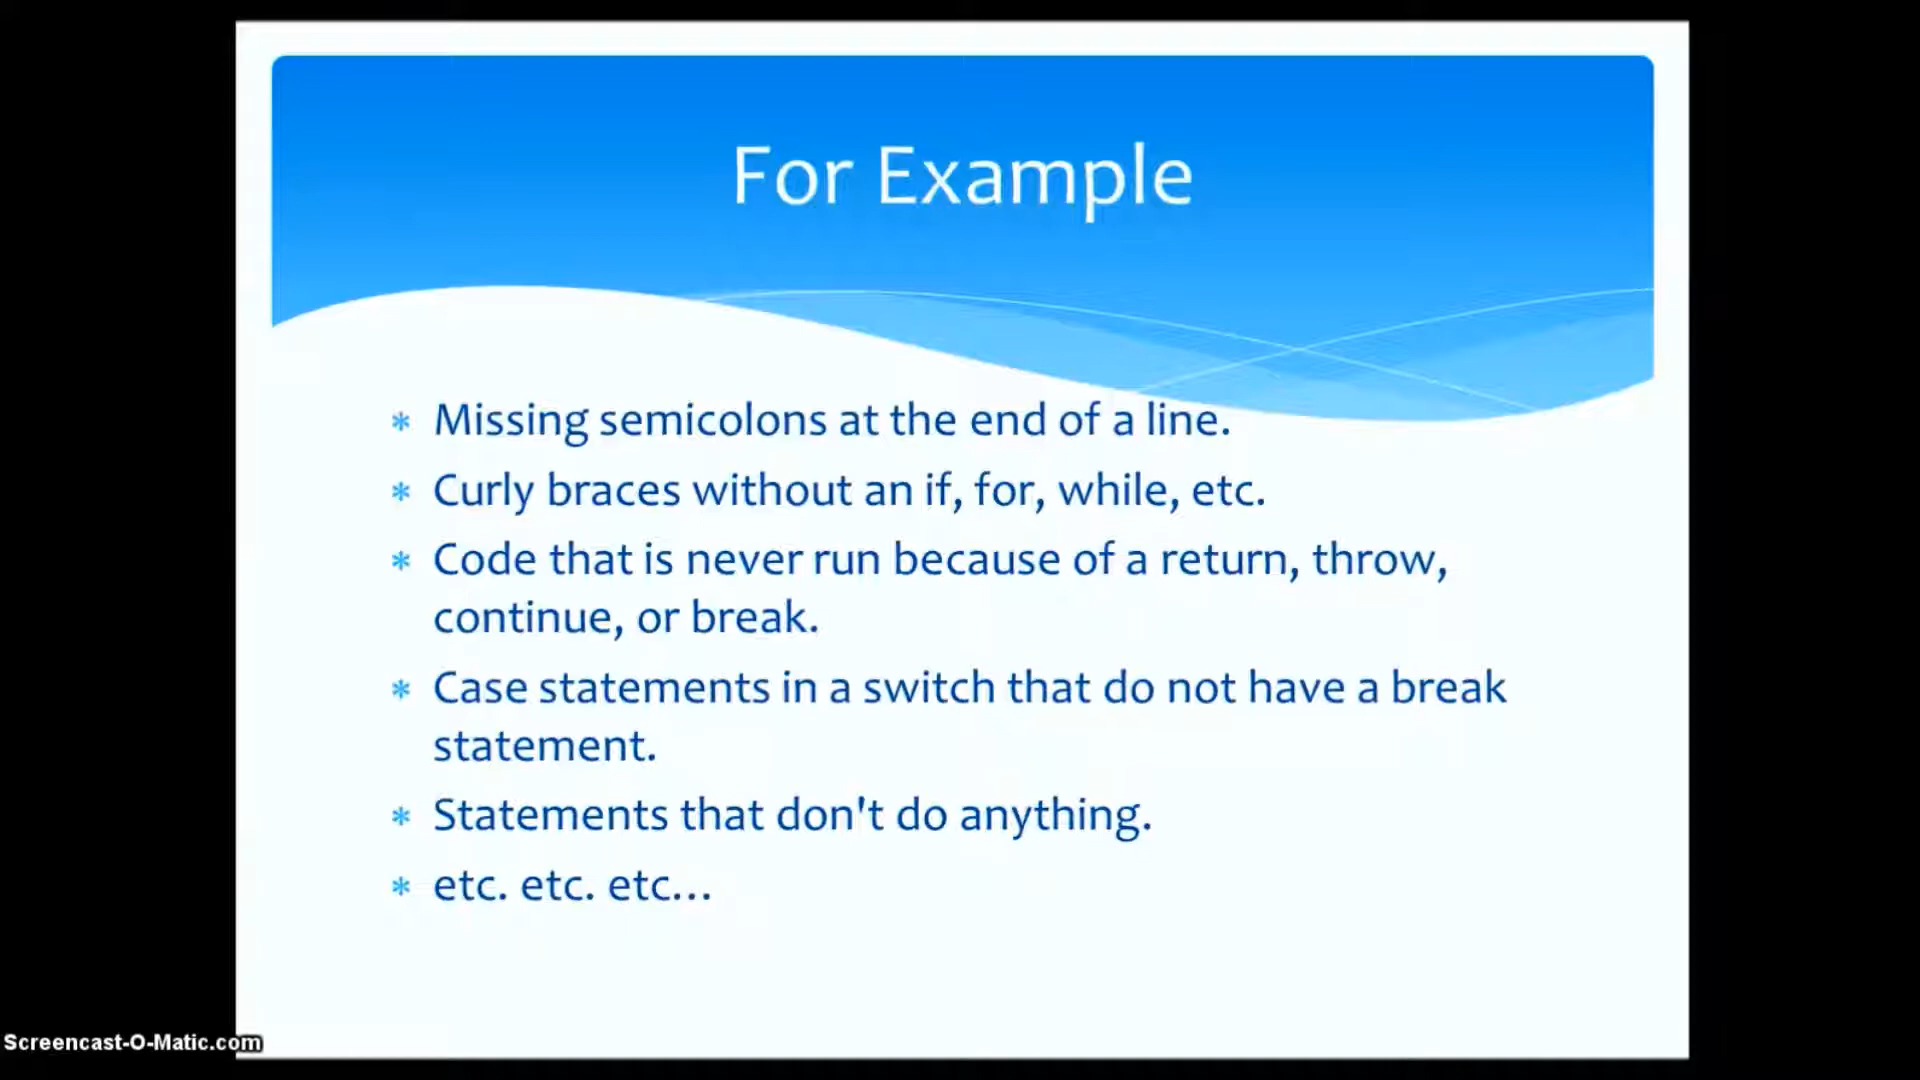 For Example
* Missing semicolons at the end of a line.
* Curly braces without an if, for, while, etc.
* Code that is never run because of a return, throw,
continue, or break.
* Case statements in a switch that do not have a break
statement.
* Statements that don't do anything.
* etc. etc. etc...
Screencast-O-Matic.com